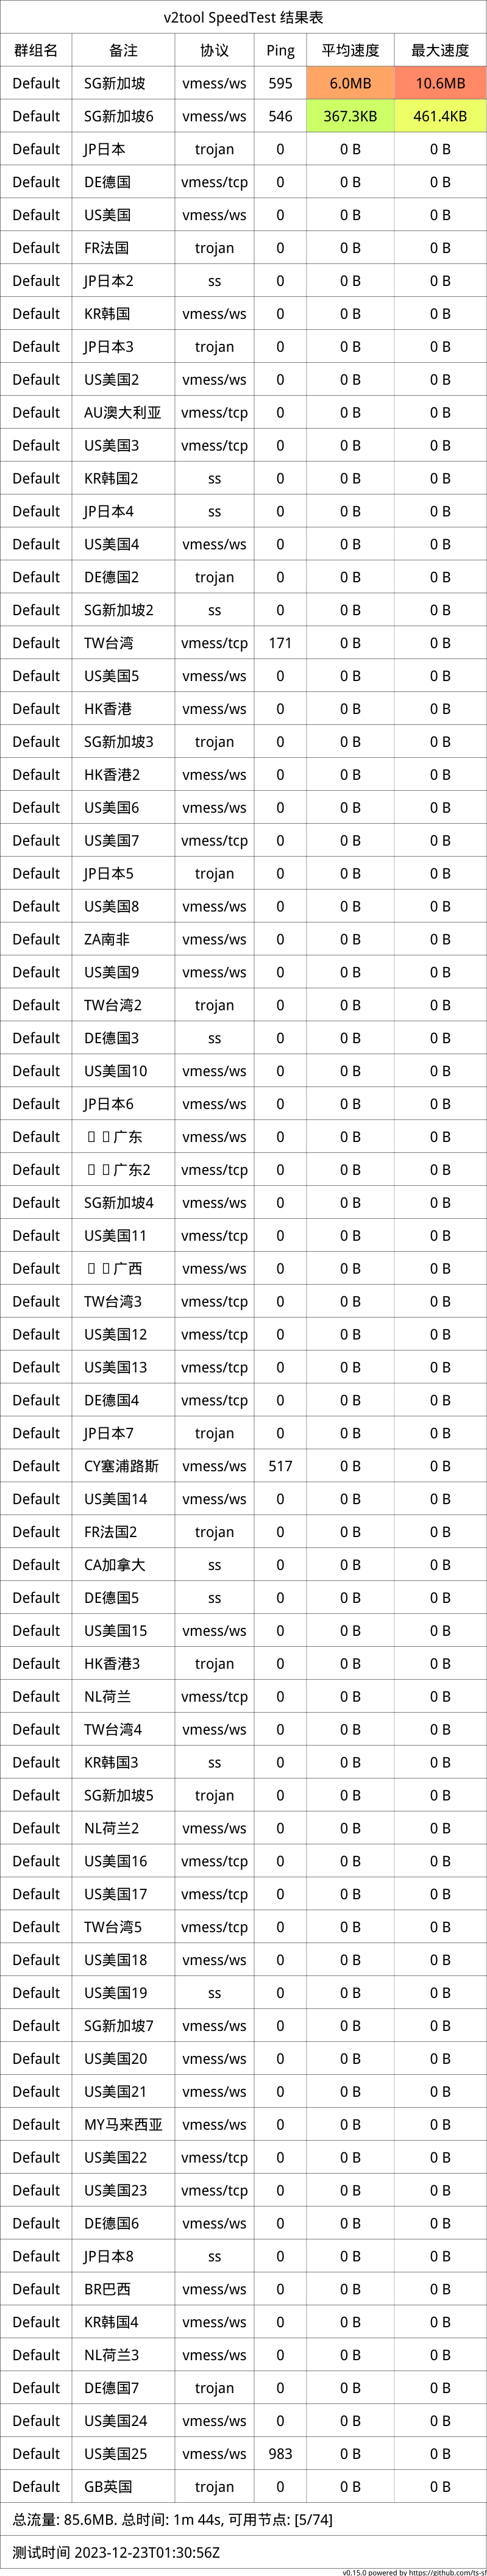 v2tool SpeedTest 结果表
群组名 备注 协议 Ping 平均速度 最大速度
Default SG新加坡 vmess/ws 595 6.0MB 10.6MB
Default SG新加坡6 vmess/ws 546 367.3KB 461.4KB
Default JP日本 trojan 0 0 B 0 B
Default DE德国 vmess/tcp 0 0 B 0 B
Default US美国 vmess/ws 0 0 B 0 B
Default FR法国 trojan 0 0 B 0 B
Default JP日本2 ss 0 0 B 0 B
Default KR韩国 vmess/ws 0 0 B 0 B
Default JP日本3 trojan 0 0 B 0 B
Default US美国2 vmess/ws 0 0 B 0 B
Default AU澳大利亚 vmess/tcp 0 0 B 0 B
Default US美国3 vmess/tcp 0 0 B 0 B
Default KR韩国2 ss 0 0 B 0 B
Default JP日本4 ss 0 0 B 0 B
Default US美国4 vmess/ws 0 0 B 0 B
Default DE德国2 trojan 0 0 B 0 B
Default SG新加坡2 ss 0 0 B 0 B
Default TW台湾 vmess/tcp 171 0 B 0 B
Default US美国5 vmess/ws 0 0 B 0 B
Default HK香港 vmess/ws 0 0 B 0 B
Default SG新加坡3 trojan 0 0 B 0 B
Default HK香港2 vmess/ws 0 0 B 0 B
Default US美国6 vmess/ws 0 0 B 0 B
Default US美国7 vmess/tcp 0 0 B 0 B
Default JP日本5 trojan 0 0 B 0 B
Default US美国8 vmess/ws 0 0 B 0 B
Default ZA南非 vmess/ws 0 0 B 0 B
Default US美国9 vmess/ws 0 0 B 0 B
Default TW台湾2 trojan 0 0 B 0 B
Default DE德国3 ss 0 0 B 0 B
Default US美国10 vmess/ws 0 0 B 0 B
Default JP日本6 vmess/ws 0 0 B 0 B
Default 广东 vmess/ws 0 0 B 0 B
Default 广东2 vmess/tcp 0 0 B 0 B
Default SG新加坡4 vmess/ws 0 0 B 0 B
Default US美国11 vmess/tcp 0 0 B 0 B
Default 广西 vmess/ws 0 0 B 0 B
Default TW台湾3 vmess/tcp 0 0 B 0 B
Default US美国12 vmess/tcp 0 0 B 0 B
Default US美国13 vmess/tcp 0 0 B 0 B
Default DE德国4 vmess/tcp 0 0 B 0 B
Default JP日本7 trojan 0 0 B 0 B
Default CY塞浦路斯 vmess/ws 517 0 B 0 B
Default US美国14 vmess/ws 0 0 B 0 B
Default FR法国2 trojan 0 0 B 0 B
Default CA加拿大 ss 0 0 B 0 B
Default DE德国5 ss 0 0 B 0 B
Default US美国15 vmess/ws 0 0 B 0 B
Default HK香港3 trojan 0 0 B 0 B
Default NL荷兰 vmess/tcp 0 0 B 0 B
Default TW台湾4 vmess/ws 0 0 B 0 B
Default KR韩国3 ss 0 0 B 0 B
Default SG新加坡5 trojan 0 0 B 0 B
Default NL荷兰2 vmess/ws 0 0 B 0 B
Default US美国16 vmess/tcp 0 0 B 0 B
Default US美国17 vmess/tcp 0 0 B 0 B
Default TW台湾5 vmess/tcp 0 0 B 0 B
Default US美国18 vmess/ws 0 0 B 0 B
Default US美国19 ss 0 0 B 0 B
Default SG新加坡7 vmess/ws 0 0 B 0 B
Default US美国20 vmess/ws 0 0 B 0 B
Default US美国21 vmess/ws 0 0 B 0 B
Default MY马来西亚 vmess/ws 0 0 B 0 B
Default US美国22 vmess/tcp 0 0 B 0 B
Default US美国23 vmess/tcp 0 0 B 0 B
Default DE德国6 vmess/ws 0 0 B 0 B
Default JP日本8 ss 0 0 B 0 B
Default BR巴西 vmess/ws 0 0 B 0 B
Default KR韩国4 vmess/ws 0 0 B 0 B
Default NL荷兰3 vmess/ws 0 0 B 0 B
Default DE德国7 trojan 0 0 B 0 B
Default US美国24 vmess/ws 0 0 B 0 B
Default US美国25 vmess/ws 983 0 B 0 B
Default GB英国 trojan 0 0 B 0 B
总流量: 85.6MB. 总时间: 1m 44s, 可用节点: [5/74]
测试时间 2023-12-23T01:30:56Z
v0.15.0 powered by https://github.com/ts-sf